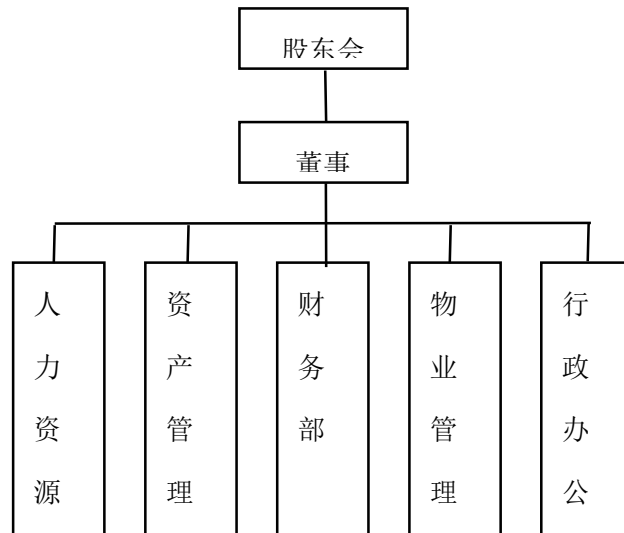 股东会
董事
人力资源
资产管理
财务部
物业管理
行政办公